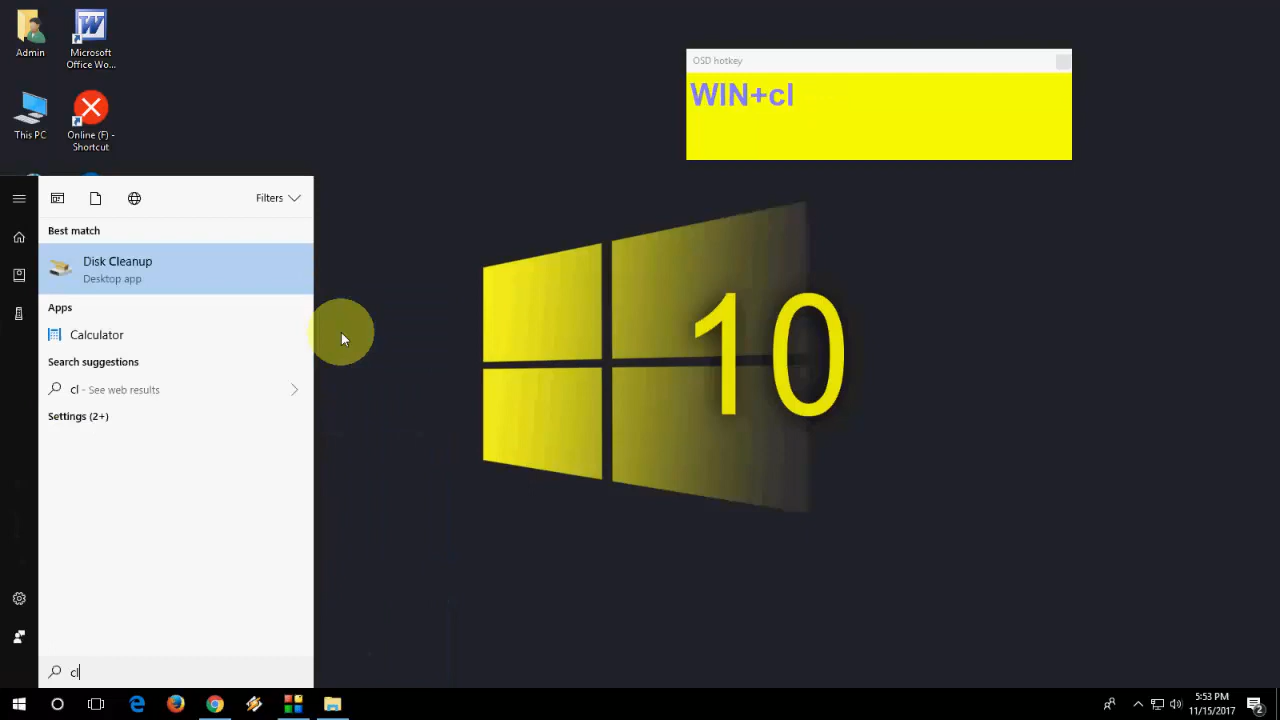 Admin
Microsoft
Office Wo...
This PC
Online (F) -
Shortcut
OSD hotkey
WIN+cl
Filters
Best match
Disk Cleanup
Desktop app
Apps
Calculator
Search suggestions
cl - See web results
Settings (2+)
cl
10
5:53 PM
11/15/2017
2